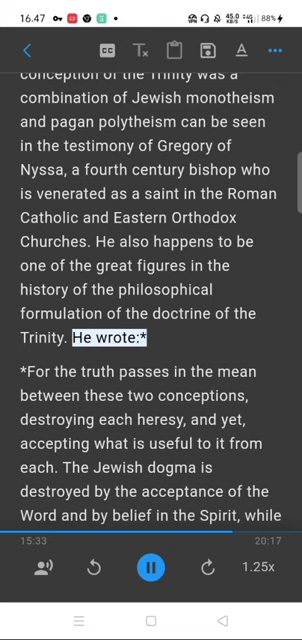 16.47
45.0
KB/S
88%
conception of the Trinity was a
combination of Jewish monotheism
and pagan polytheism can be seen
in the testimony of Gregory of
Nyssa, a fourth century bishop who
is venerated as a saint in the Roman
Catholic and Eastern Orthodox
Churches. He also happens to be
one of the great figures in the
history of the philosophical
formulation of the doctrine of the
Trinity. He wrote:*
*For the truth passes in the mean
between these two conceptions,
destroying each heresy, and yet,
accepting what is useful to it from
each. The Jewish dogma is
destroyed by the acceptance of the
Word and by belief in the Spirit, while
15:33
20:17
1.25x